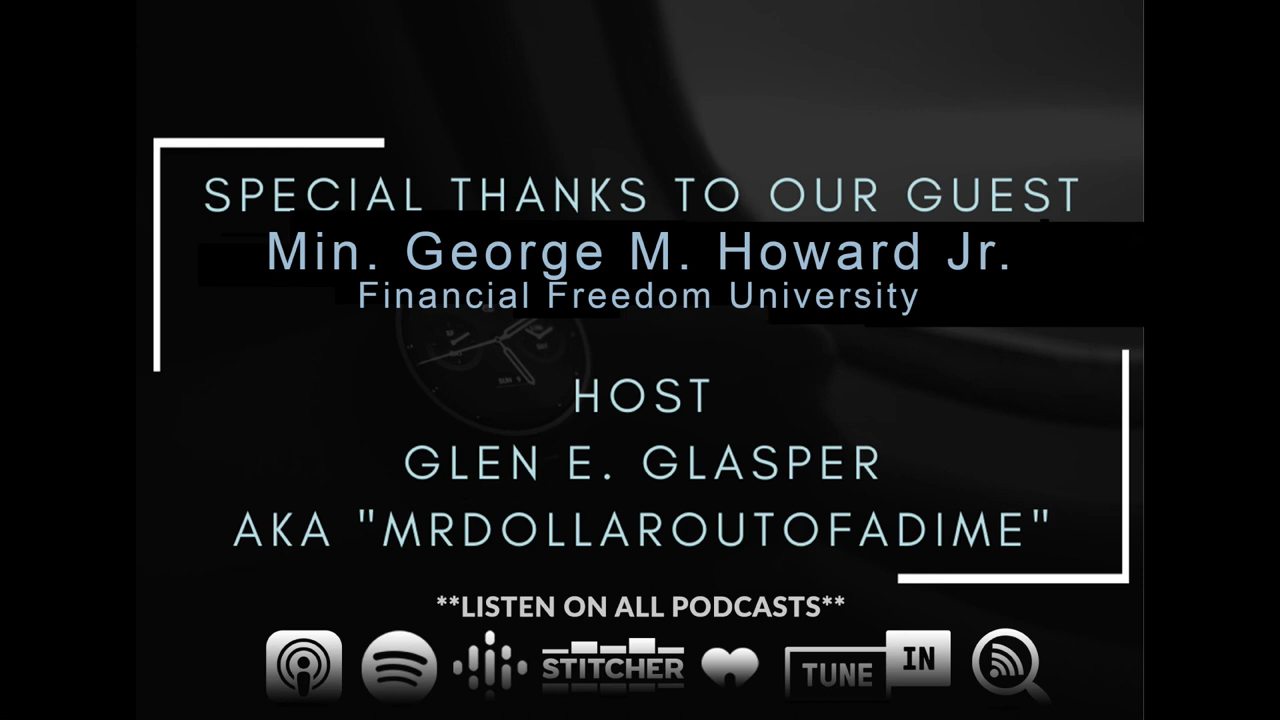 SPECIAL THANKS TO OUR GUEST
Min. George M. Howard Jr.
Financial Freedom University
HOST
GLEN E. GLASPER
AKA "MRDOLLAROUTOFADIME"
**LISTEN ON ALL PODCASTS**
STITCHER
TUNE IN